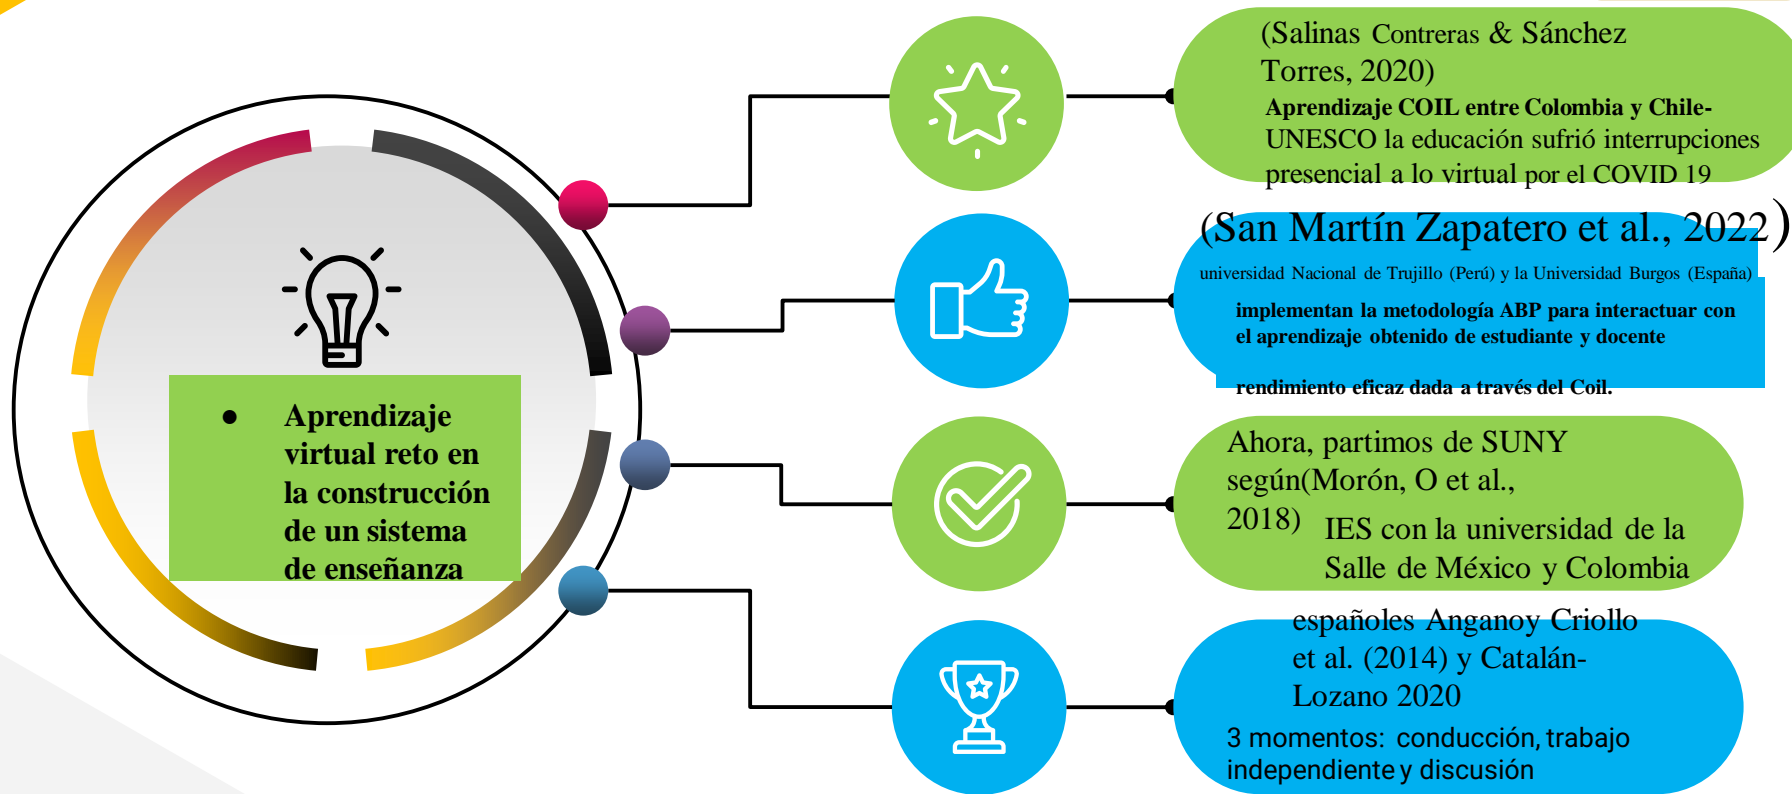 ● Aprendizaje
virtual reto en
la construcción
de un sistema
de enseñanza
(Salinas Contreras & Sánchez
Torres, 2020)
Aprendizaje COIL entre Colombia y Chile-
UNESCO la educación sufrió interrupciones
presencial a lo virtual por el COVID 19
(San Martín Zapatero et al., 2022)
universidad Nacional de Trujillo (Perú) y la Universidad Burgos (España)
implementan la metodología ABP para interactuar con
el aprendizaje obtenido de estudiante y docente
rendimiento eficaz dada a través del Coil.
Ahora, partimos de SUNY
según(Morón, O et al.,
2018)
IES con la universidad de la
Salle de México y Colombia
españoles Anganoy Criollo
et al. (2014) y Catalán-
Lozano 2020
3 momentos: conducción, trabajo
independiente y discusión